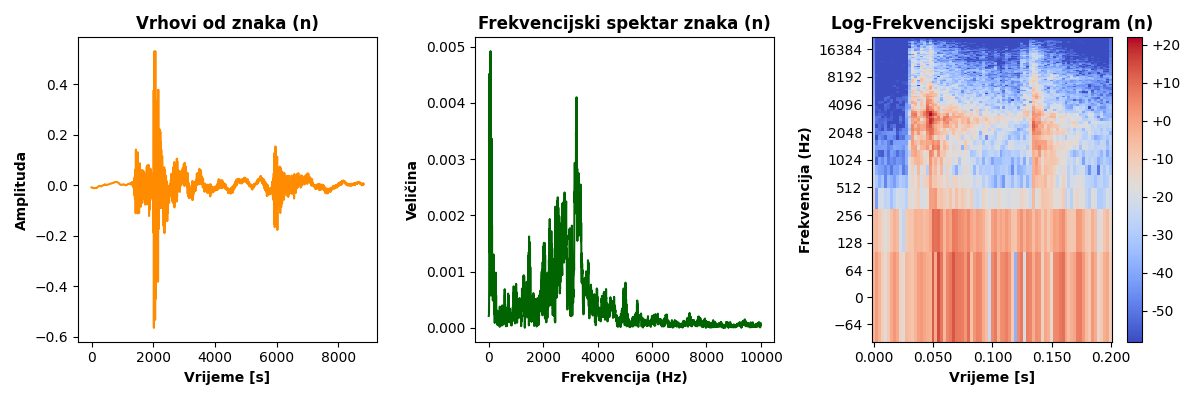 Vrhovi od znaka (n)
Amplituda
0.4
0.2
0.0
−0.2
−0.4
−0.6
0 2000 4000 6000 8000
Vrijeme [s]
Frekvencijski spektar znaka (n)
Veličina
0.005
0.004
0.003
0.002
0.001
0.000
0 2000 4000 6000 8000 10000
Frekvencija (Hz)
Log-Frekvencijski spektrogram (n)
Frekvencija (Hz)
16384
8192
4096
2048
1024
512
256
128
64
0
−64
0.000 0.050 0.100 0.150 0.200
Vrijeme [s]
+20
+10
+0
-10
-20
-30
-40
-50